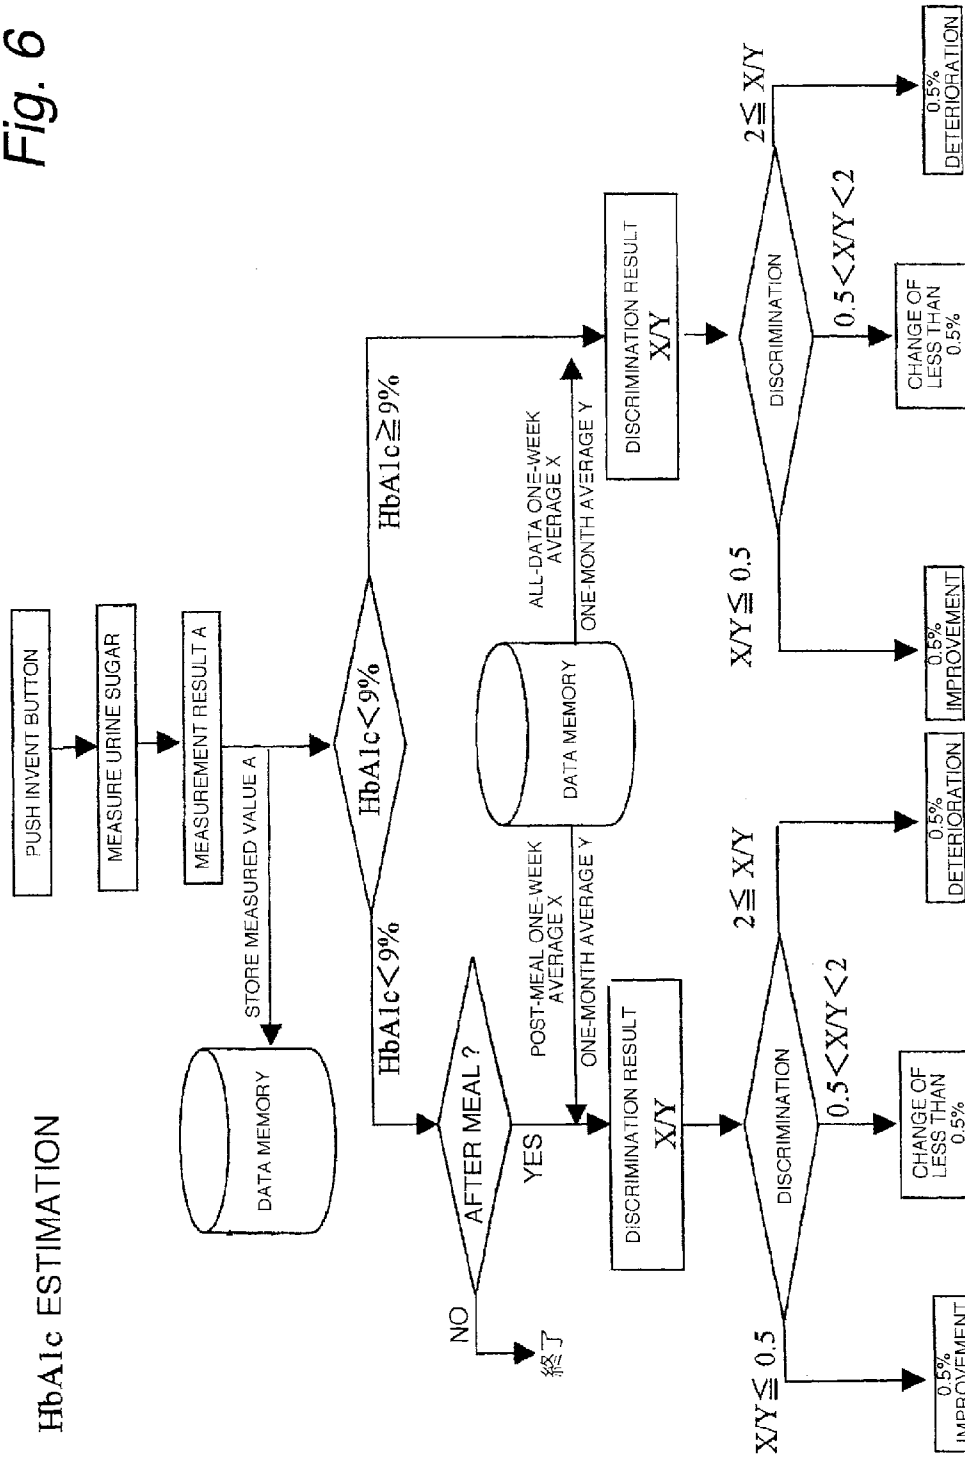 Fig. 6
HbA1c ESTIMATION
PUSH INVENT BUTTON
MEASURE URINE SUGAR
MEASUREMENT RESULT A
STORE MEASURED VALUE A
DATA MEMORY
HbA1c<9%
HbA1c<9%
HbA1c≧9%
AFTER MEAL?
NO
終了
YES
POST-MEAL ONE-WEEK
AVERAGE X
ONE-MONTH AVERAGE Y
DATA MEMORY
ALL-DATA ONE-WEEK
AVERAGE X
ONE-MONTH AVERAGE Y
DISCRIMINATION RESULT
X/Y
DISCRIMINATION RESULT
X/Y
DISCRIMINATION
X/Y≦0.5
0.5<X/Y<2
2≦X/Y
DISCRIMINATION
X/Y≦0.5
0.5<X/Y<2
2≦X/Y
0.5%
IMPROVEMENT
CHANGE OF
LESS THAN
0.5%
0.5%
DETERIORATION
0.5%
IMPROVEMENT
CHANGE OF
LESS THAN
0.5%
0.5%
DETERIORATION